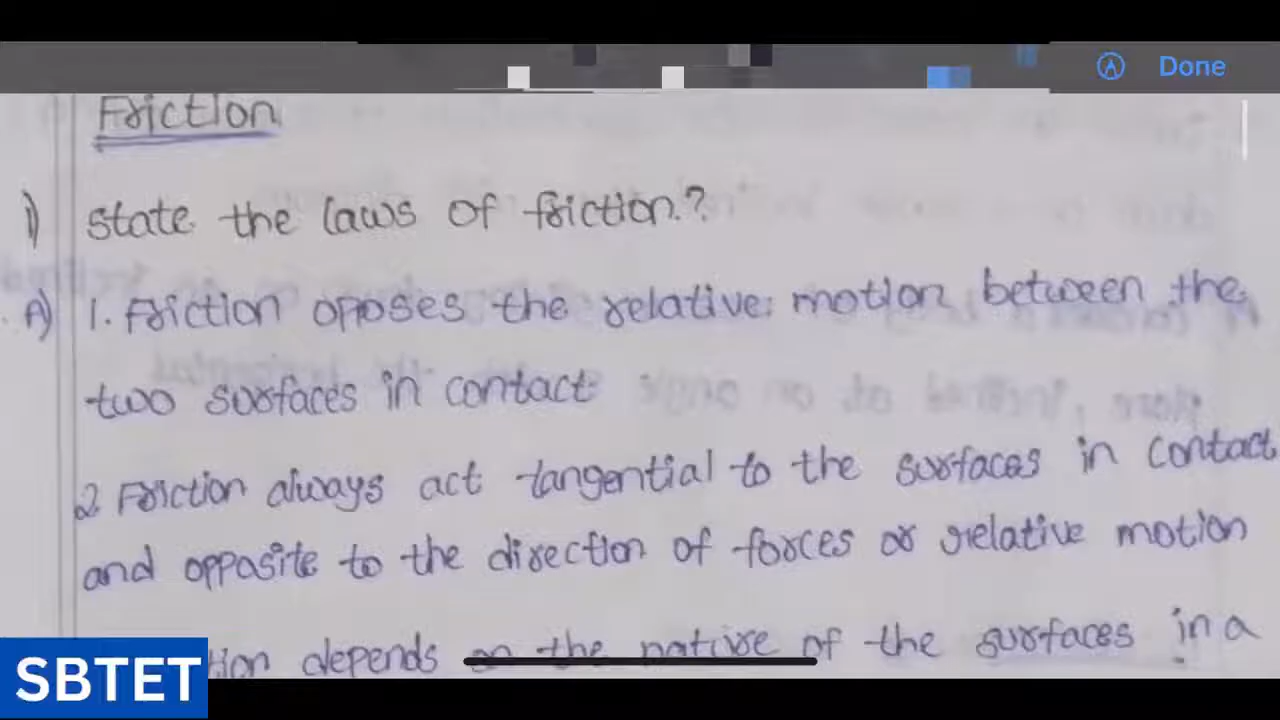 Done
Friction
1) state the laws of friction.?
A) 1. Friction opposes the relative motion between the
two surfaces in contact
2 Friction always act tangential to the surfaces in contact
and opposite to the direction of forces or relative motion
depends on the nature of the surfaces in a
SBTET